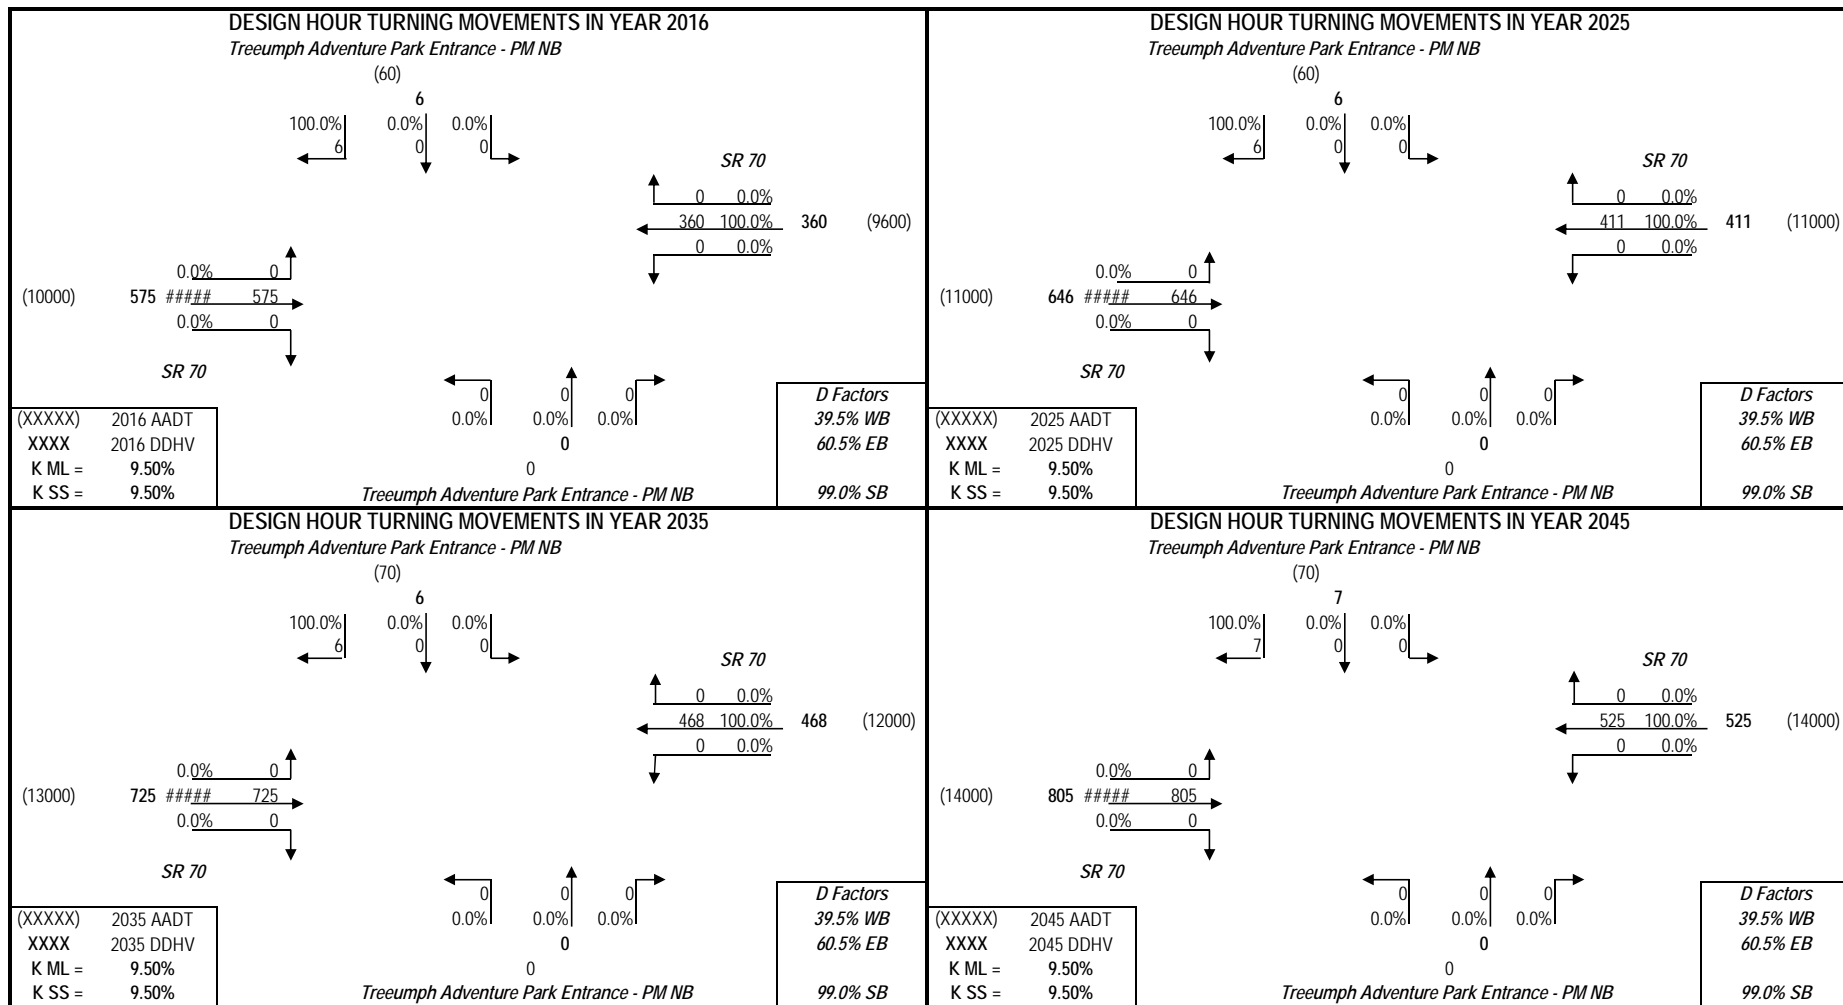 DESIGN HOUR TURNING MOVEMENTS IN YEAR 2016
Treeumph Adventure Park Entrance - PM NB
(60)
6
100.0% 0.0% 0.0%
6 0 0
SR 70
0 0.0%
360 100.0% 360 (9600)
0 0.0%
0.0% 0
(10000) 575 ##### 575
0.0% 0
SR 70
0 0 0
0.0% 0.0% 0.0%
0
0
Treeumph Adventure Park Entrance - PM NB
(XXXXX) 2016 AADT
XXXX 2016 DDHV
K ML = 9.50%
K SS = 9.50%
D Factors
39.5% WB
60.5% EB
99.0% SB
DESIGN HOUR TURNING MOVEMENTS IN YEAR 2025
Treeumph Adventure Park Entrance - PM NB
(60)
6
100.0% 0.0% 0.0%
6 0 0
SR 70
0 0.0%
411 100.0% 411 (11000)
0 0.0%
0.0% 0
(11000) 646 ##### 646
0.0% 0
SR 70
0 0 0
0.0% 0.0% 0.0%
0
0
Treeumph Adventure Park Entrance - PM NB
(XXXXX) 2025 AADT
XXXX 2025 DDHV
K ML = 9.50%
K SS = 9.50%
D Factors
39.5% WB
60.5% EB
99.0% SB
DESIGN HOUR TURNING MOVEMENTS IN YEAR 2035
Treeumph Adventure Park Entrance - PM NB
(70)
6
100.0% 0.0% 0.0%
6 0 0
SR 70
0 0.0%
468 100.0% 468 (12000)
0 0.0%
0.0% 0
(13000) 725 ##### 725
0.0% 0
SR 70
0 0 0
0.0% 0.0% 0.0%
0
0
Treeumph Adventure Park Entrance - PM NB
(XXXXX) 2035 AADT
XXXX 2035 DDHV
K ML = 9.50%
K SS = 9.50%
D Factors
39.5% WB
60.5% EB
99.0% SB
DESIGN HOUR TURNING MOVEMENTS IN YEAR 2045
Treeumph Adventure Park Entrance - PM NB
(70)
7
100.0% 0.0% 0.0%
7 0 0
SR 70
0 0.0%
525 100.0% 525 (14000)
0 0.0%
0.0% 0
(14000) 805 ##### 805
0.0% 0
SR 70
0 0 0
0.0% 0.0% 0.0%
0
0
Treeumph Adventure Park Entrance - PM NB
(XXXXX) 2045 AADT
XXXX 2045 DDHV
K ML = 9.50%
K SS = 9.50%
D Factors
39.5% WB
60.5% EB
99.0% SB